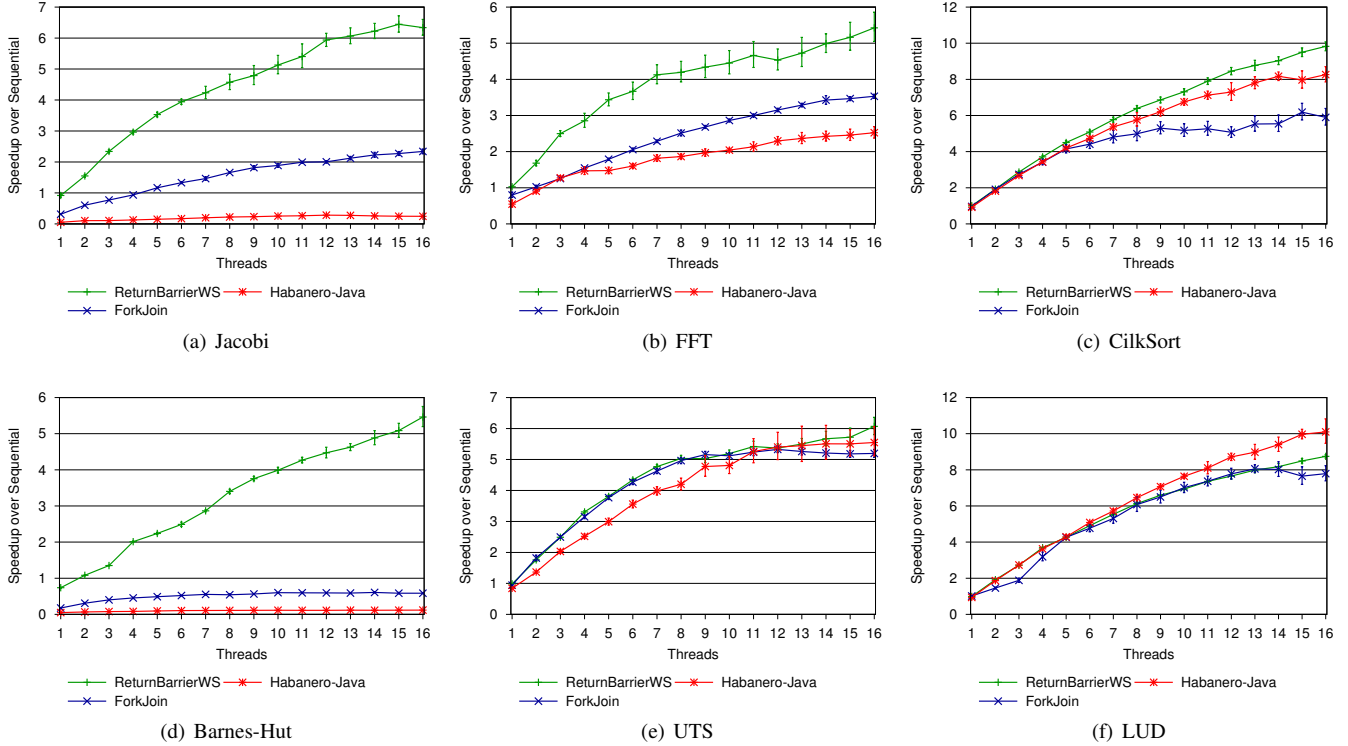 7
6
5
4
3
2
1
0
Speedup over Sequential
1 2 3 4 5 6 7 8 9 10 11 12 13 14 15 16
Threads
ReturnBarrierWS Habanero-Java
ForkJoin
(a) Jacobi
6
5
4
3
2
1
0
Speedup over Sequential
1 2 3 4 5 6 7 8 9 10 11 12 13 14 15 16
Threads
ReturnBarrierWS Habanero-Java
ForkJoin
(b) FFT
12
10
8
6
4
2
0
Speedup over Sequential
1 2 3 4 5 6 7 8 9 10 11 12 13 14 15 16
Threads
ReturnBarrierWS Habanero-Java
ForkJoin
(c) CilkSort
6
5
4
3
2
1
0
Speedup over Sequential
1 2 3 4 5 6 7 8 9 10 11 12 13 14 15 16
Threads
ReturnBarrierWS Habanero-Java
ForkJoin
(d) Barnes-Hut
7
6
5
4
3
2
1
0
Speedup over Sequential
1 2 3 4 5 6 7 8 9 10 11 12 13 14 15 16
Threads
ReturnBarrierWS Habanero-Java
ForkJoin
(e) UTS
12
10
8
6
4
2
0
Speedup over Sequential
1 2 3 4 5 6 7 8 9 10 11 12 13 14 15 16
Threads
ReturnBarrierWS Habanero-Java
ForkJoin
(f) LUD